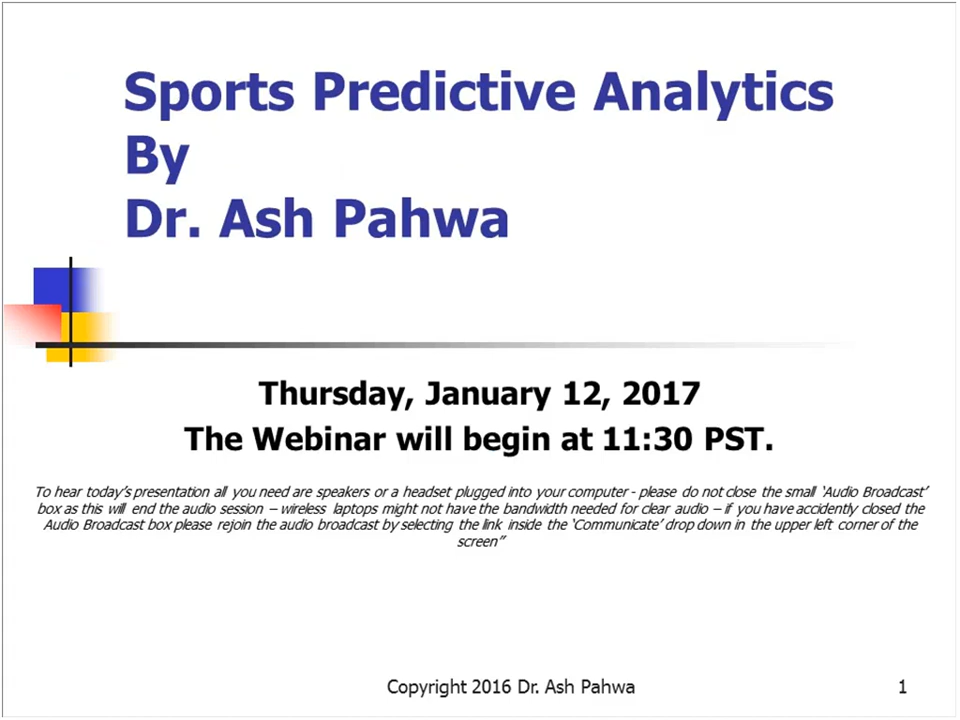 Sports Predictive Analytics
By
Dr. Ash Pahwa
Thursday, January 12, 2017
The Webinar will begin at 11:30 PST.
To hear today’s presentation all you need are speakers or a headset plugged into your computer - please do not close the small ‘Audio Broadcast’
box as this will end the audio session – wireless laptops might not have the bandwidth needed for clear audio – if you have accidently closed the
Audio Broadcast box please rejoin the audio broadcast by selecting the link inside the ‘Communicate’ drop down in the upper left corner of the
screen”
Copyright 2016 Dr. Ash Pahwa
1